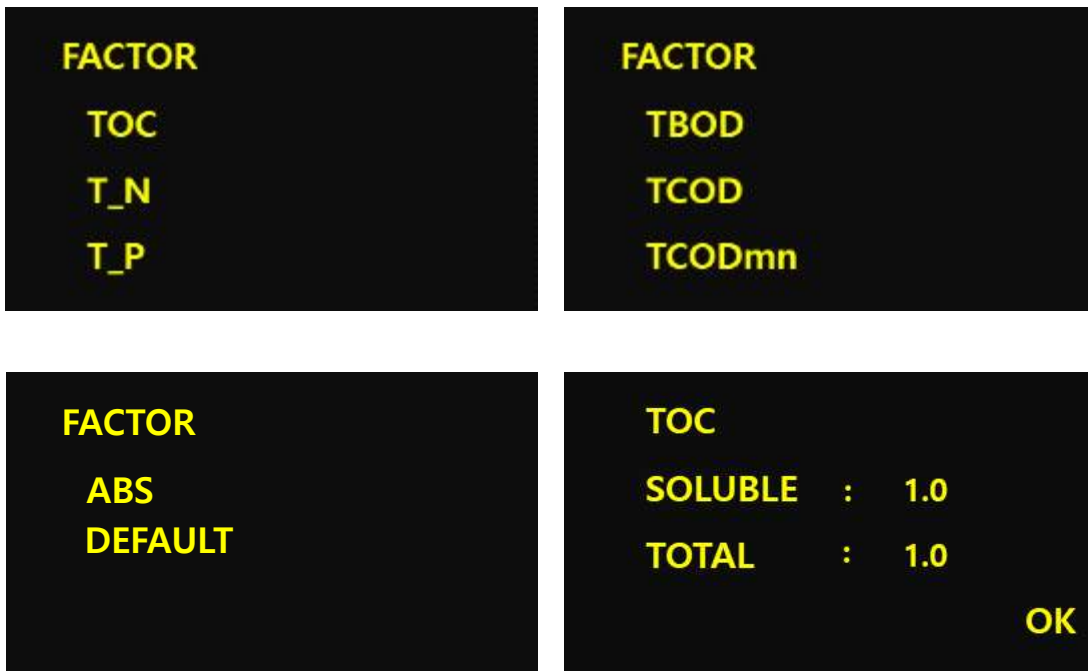 FACTOR
TOC
T_N
T_P
FACTOR
TBOD
TCOD
TCODmn
FACTOR
ABS
DEFAULT
TOC
SOLUBLE : 1.0
TOTAL : 1.0
OK